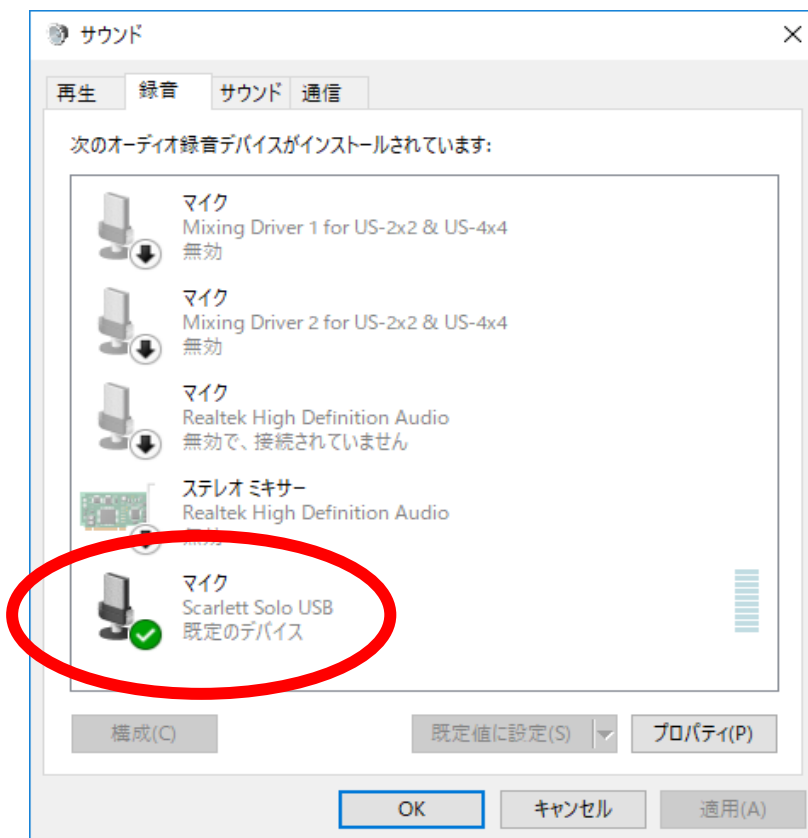 サウンド
再生 録音 サウンド 通信
次のオーディオ録音デバイスがインストールされています:
マイク
Mixing Driver 1 for US-2x2 & US-4x4
無効
マイク
Mixing Driver 2 for US-2x2 & US-4x4
無効
マイク
Realtek High Definition Audio
無効で、接続されていません
ステレオ ミキサー
Realtek High Definition Audio
無効
マイク
Scarlett Solo USB
既定のデバイス
構成(C) 既定値に設定(S) プロパティ(P)
OK キャンセル 適用(A)